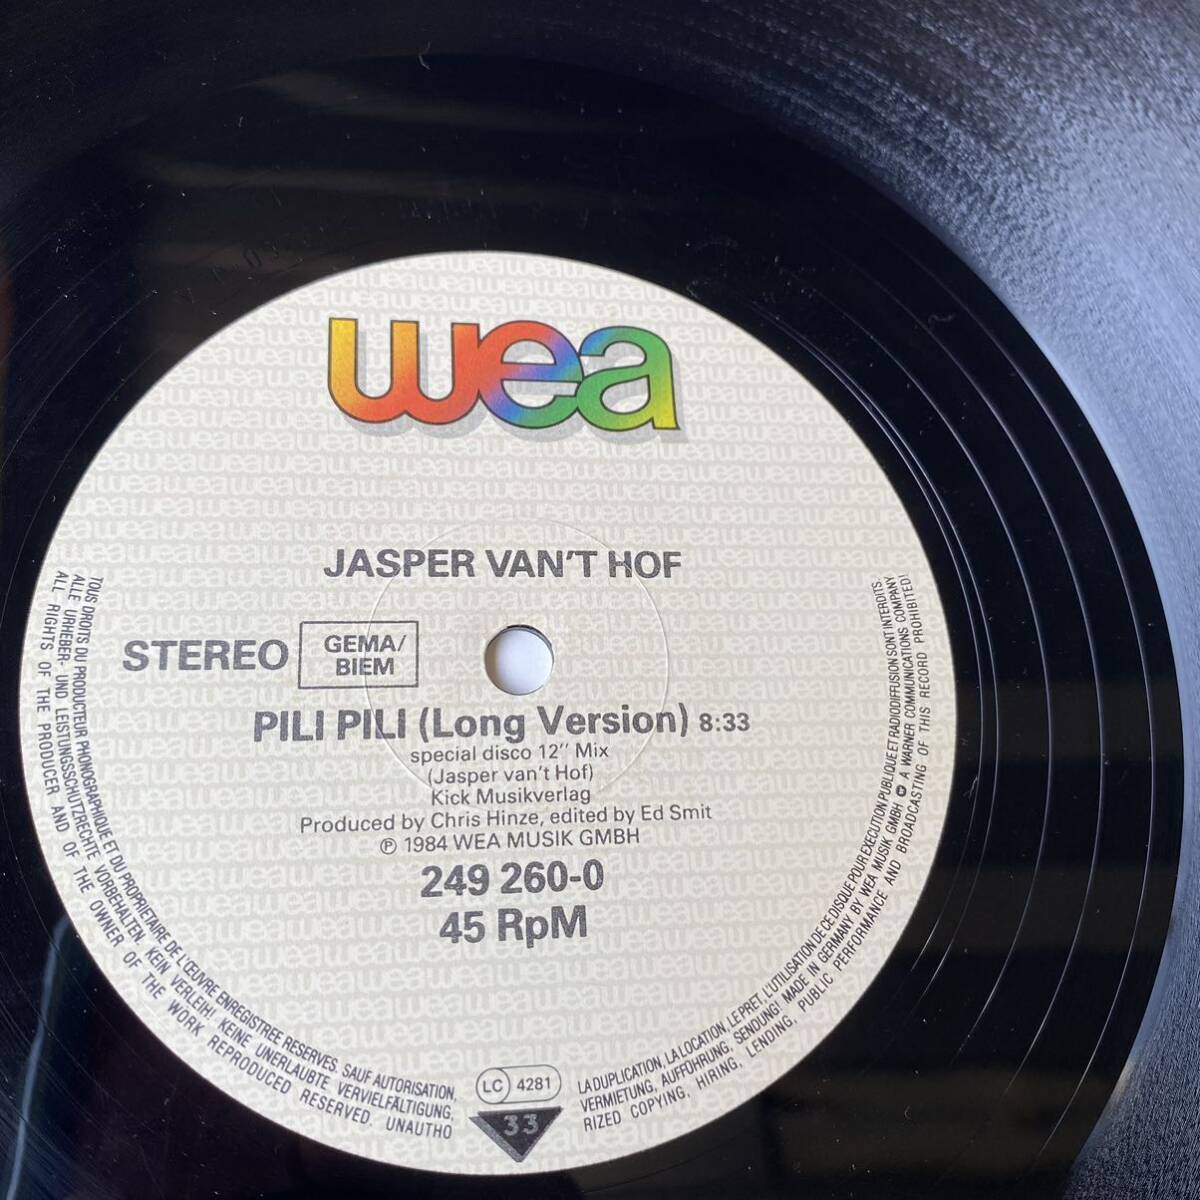 wea
JASPER VAN'T HOF
STEREO
GEMA/
BIEM
PILI PILI (Long Version) 8:33
special disco 12" Mix
(Jasper van't Hof)
Kick Musikverlag
Produced by Chris Hinze, edited by Ed Smit
℗ 1984 WEA MUSIK GMBH
249 260-0
45 RpM
LC 4281
33
TOUS DROITS DU PRODUCTEUR PHONOGRAPHIQUE ET DU PROPRIETAIRE DE L'ŒUVRE ENREGISTREE RESERVES. SAUF AUTORISATION, LA DUPLICATION, LA LOCATION, LE PRET, L'UTILISATION DE CE DISQUE POUR EXECUTION PUBLIQUE ET RADIODIFFUSION SONT INTERDITS.
ALLE URHEBER- UND LEISTUNGSSCHUTZRECHTE VORBEHALTEN. KEIN VERLEIH! KEINE UNERLAUBTE VERVIELFÄLTIGUNG, VERMIETUNG, AUFFÜHRUNG, SENDUNG! MADE IN GERMANY BY WEA MUSIK GMBH A WARNER COMMUNICATIONS COMPANY
ALL RIGHTS OF THE PRODUCER AND OF THE OWNER OF THE WORK REPRODUCED RESERVED. UNAUTHO RIZED COPYING, HIRING, LENDING, PUBLIC PERFORMANCE AND BROADCASTING OF THIS RECORD PROHIBITED!